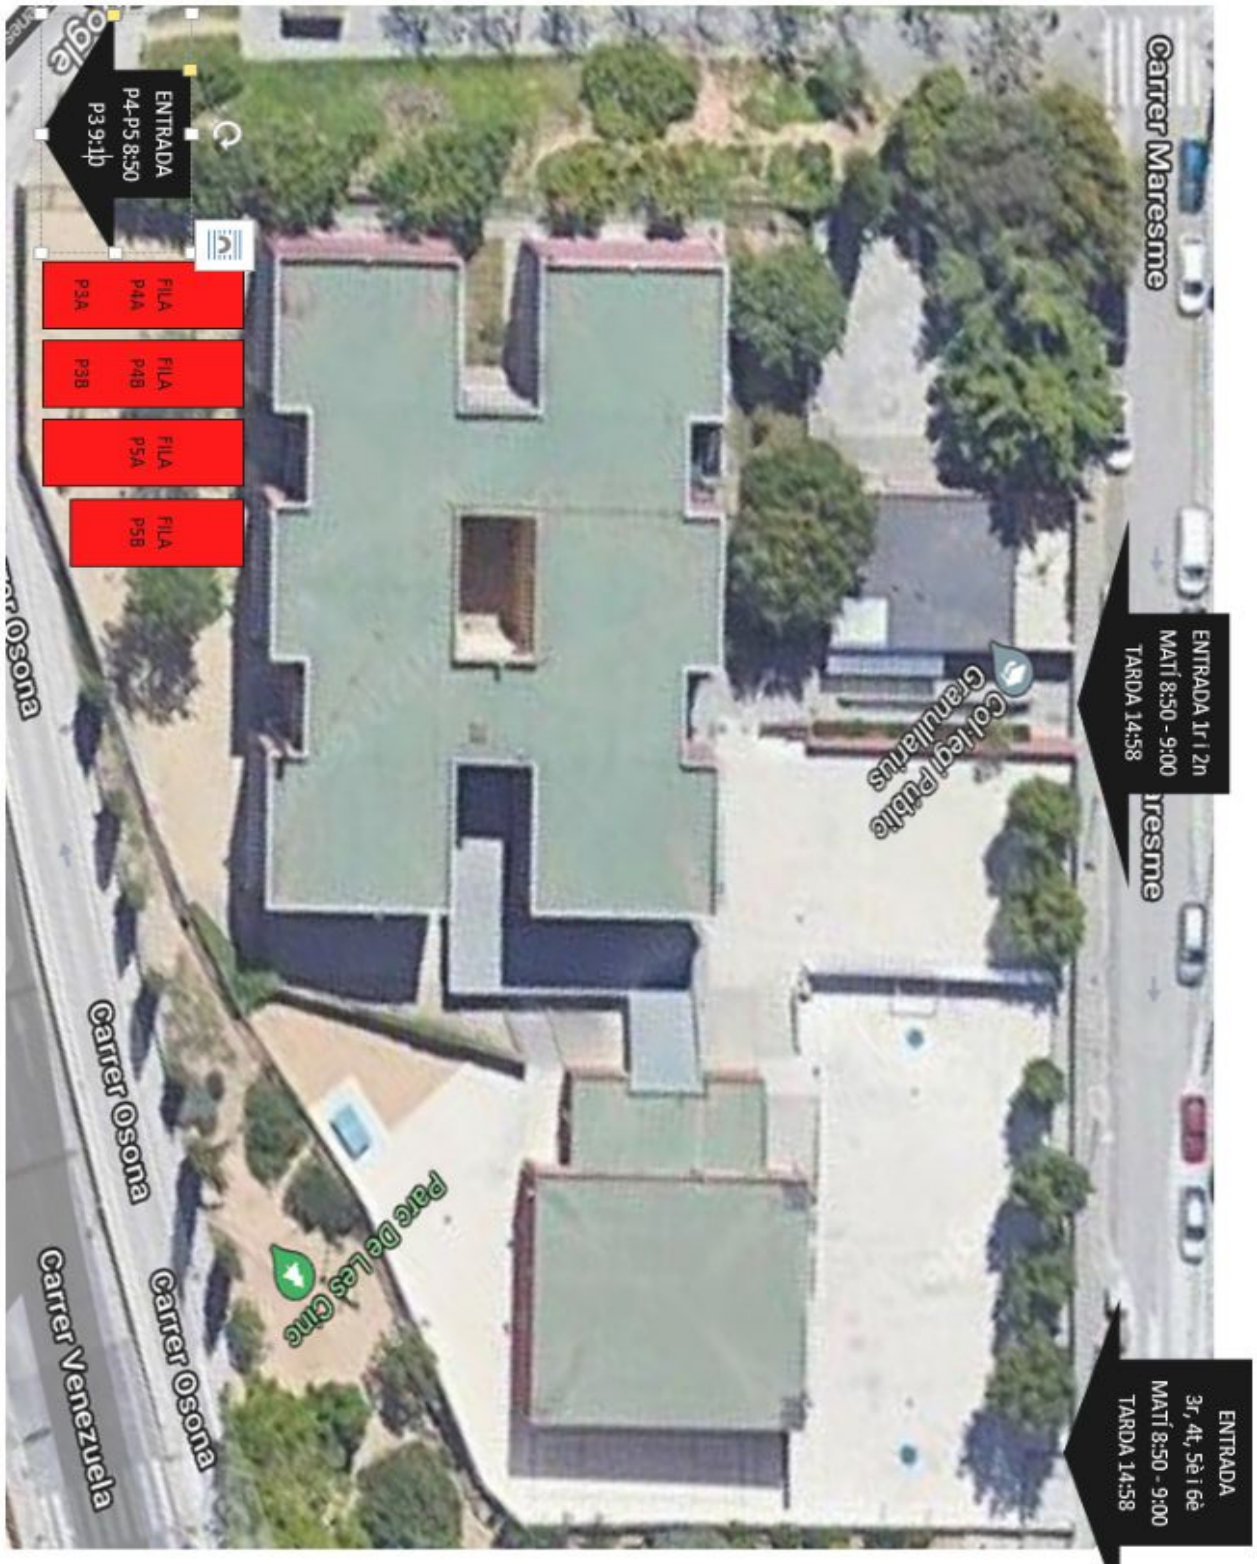 ENTRADA
P4-P5 8:50
P3 9:10
FILA
P4A
P3A
FILA
P4B
P3B
FILA
P5A
FILA
P5B
Carrer Maresme
ENTRADA 1r i 2n
MATÍ 8:50 - 9:00
TARDA 14:58
aresme
ENTRADA
3r, 4t, 5è i 6è
MATÍ 8:50 - 9:00
TARDA 14:58
Col·legi Públic
Granullarius
Parc De Les Cinc
er Osona
Carrer Osona
Carrer Osona
Carrer Venezuela
ogle